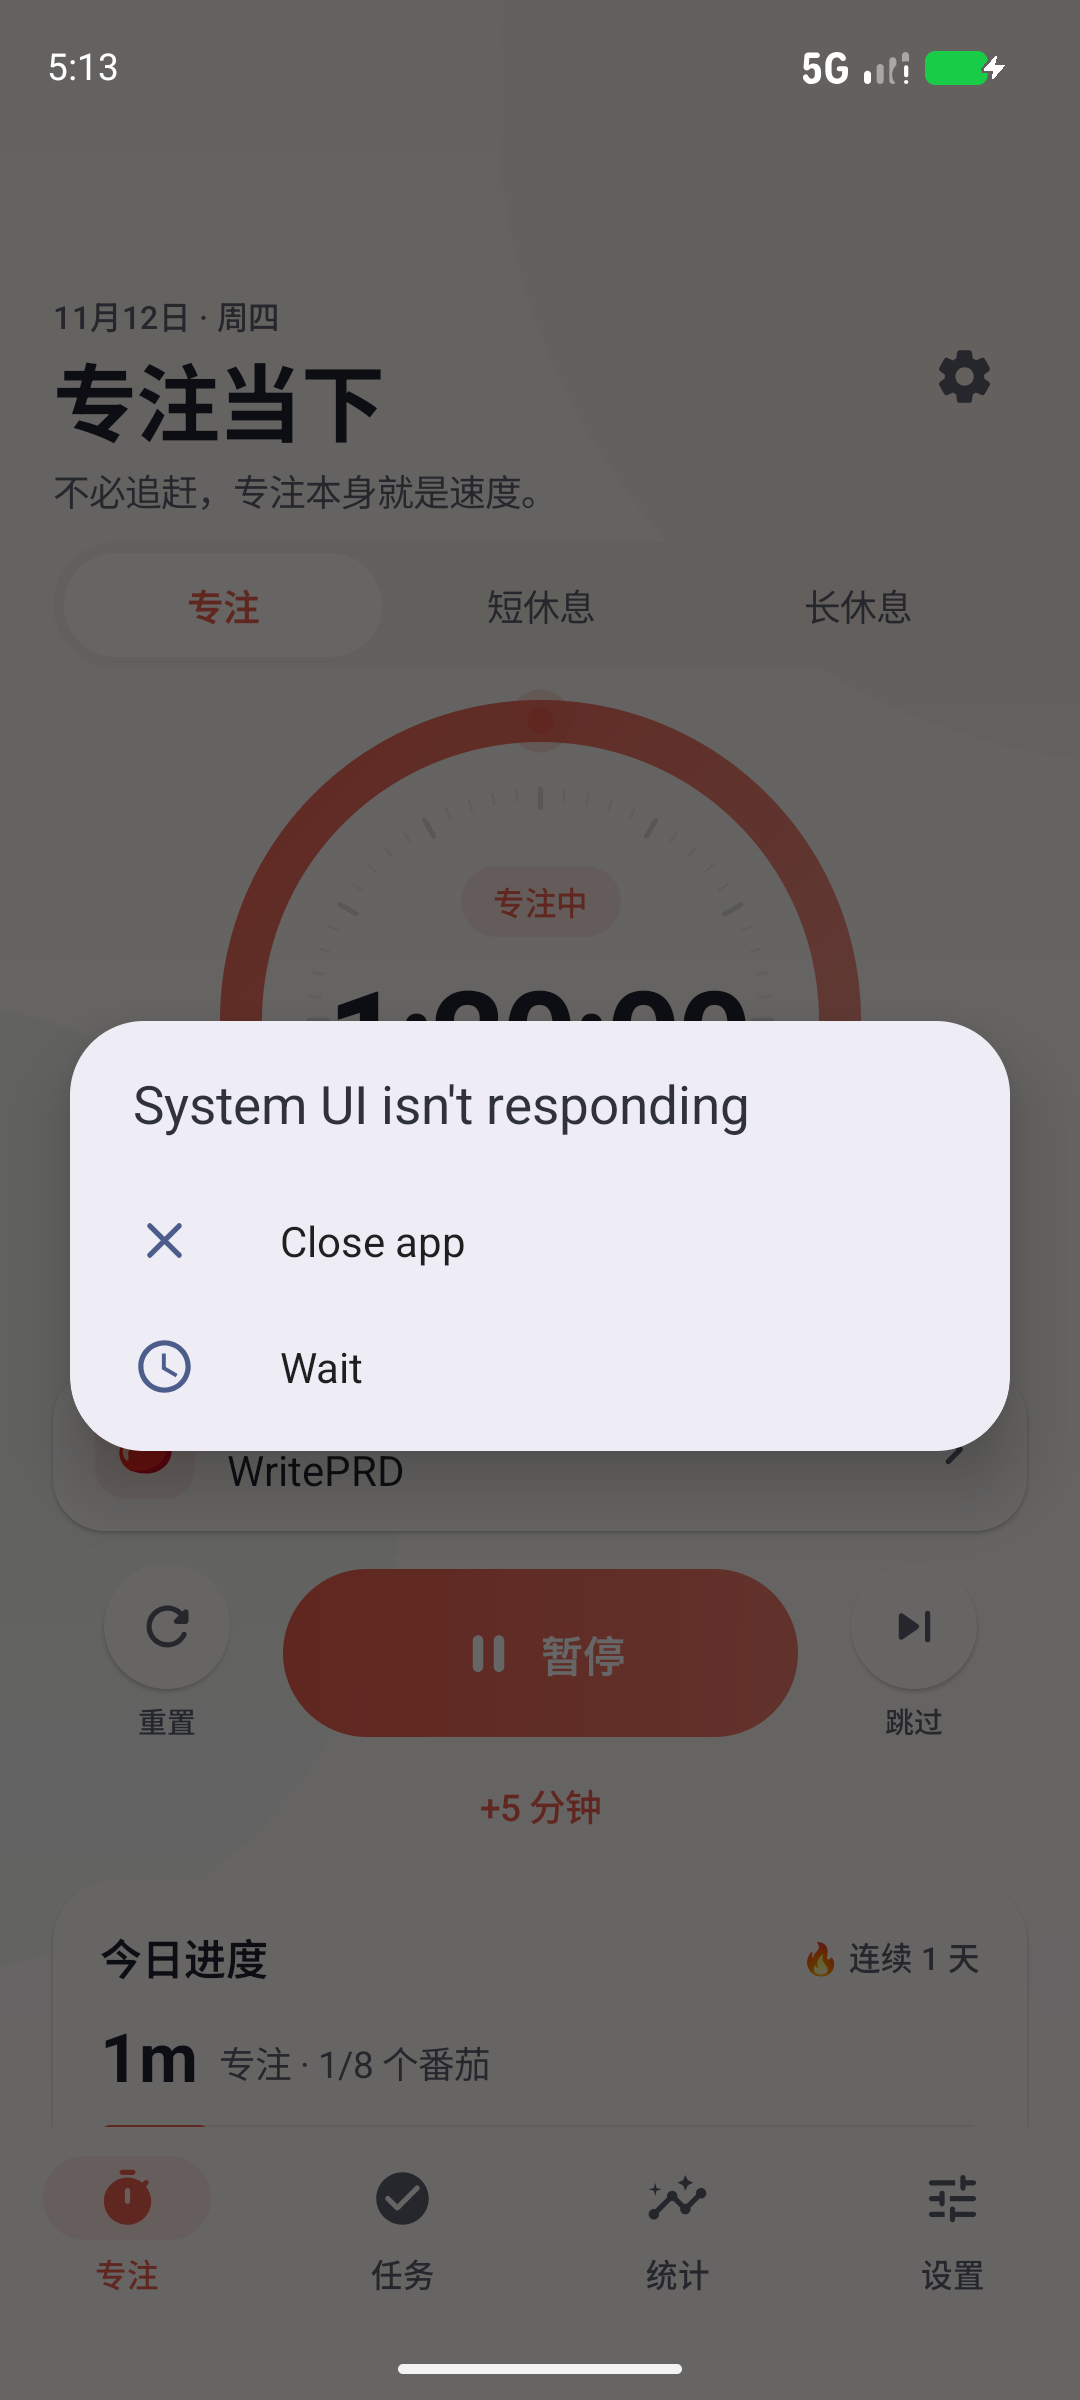 5:13
5G
11月12日 · 周四
专注当下
不必追赶，专注本身就是速度。
专注
短休息
长休息
专注中
System UI isn't responding
Close app
Wait
WritePRD
暂停
重置
跳过
+5 分钟
今日进度
🔥 连续 1 天
1m 专注 · 1/8 个番茄
专注
任务
统计
设置